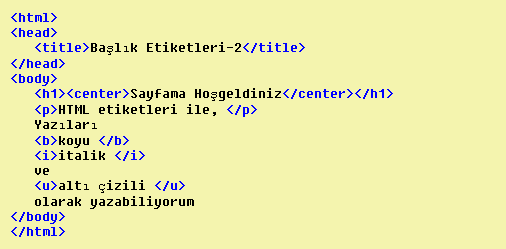 <html>
<head>
<title>Başlık Etiketleri-2</title>
</head>
<body>
<h1><center>Sayfama Hoşgeldiniz</center></h1>
<p>HTML etiketleri ile, </p>
Yazıları
<b>koyu </b>
<i>italik </i>
ve
<u>altı çizili </u>
olarak yazabiliyorum
</body>
</html>